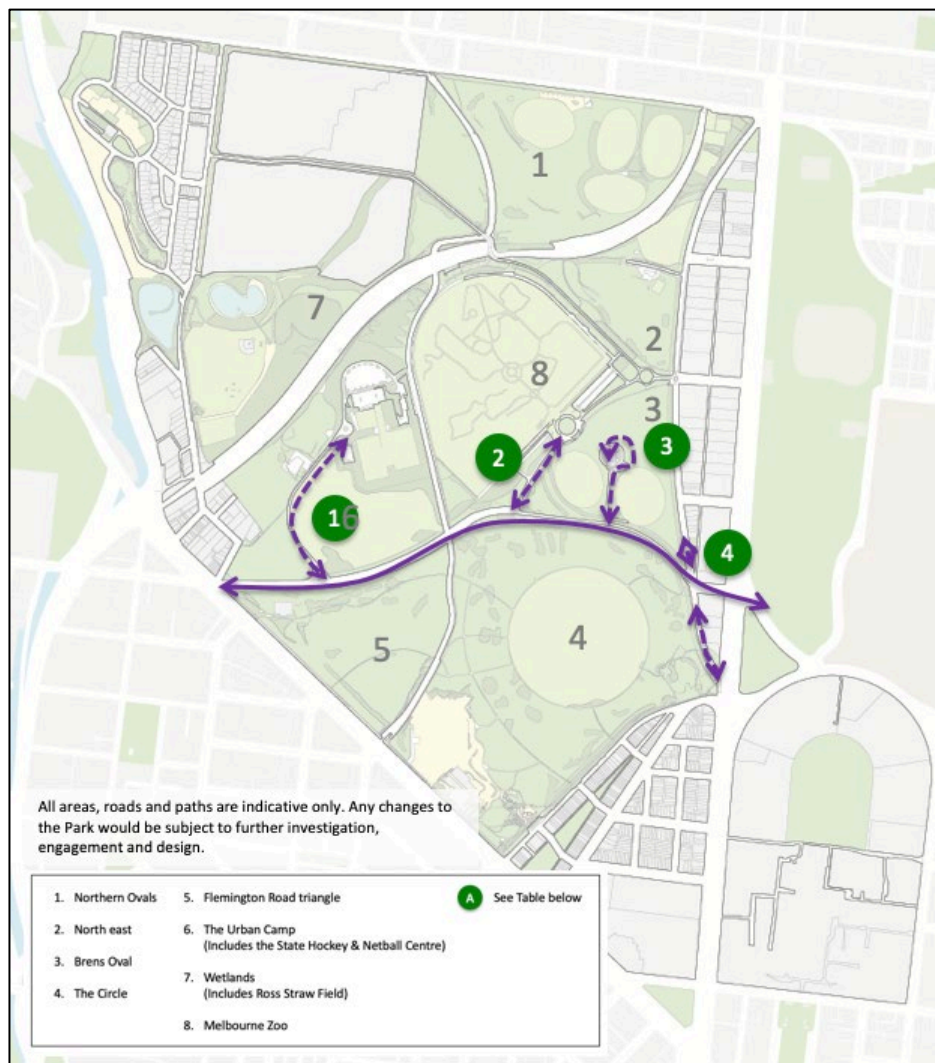 1
7
2
8
3
2
3
16
4
5
4
All areas, roads and paths are indicative only. Any changes to
the Park would be subject to further investigation,
engagement and design.
1. Northern Ovals
2. North east
3. Brens Oval
4. The Circle
5. Flemington Road triangle
6. The Urban Camp
(Includes the State Hockey & Netball Centre)
7. Wetlands
(Includes Ross Straw Field)
8. Melbourne Zoo
A See Table below